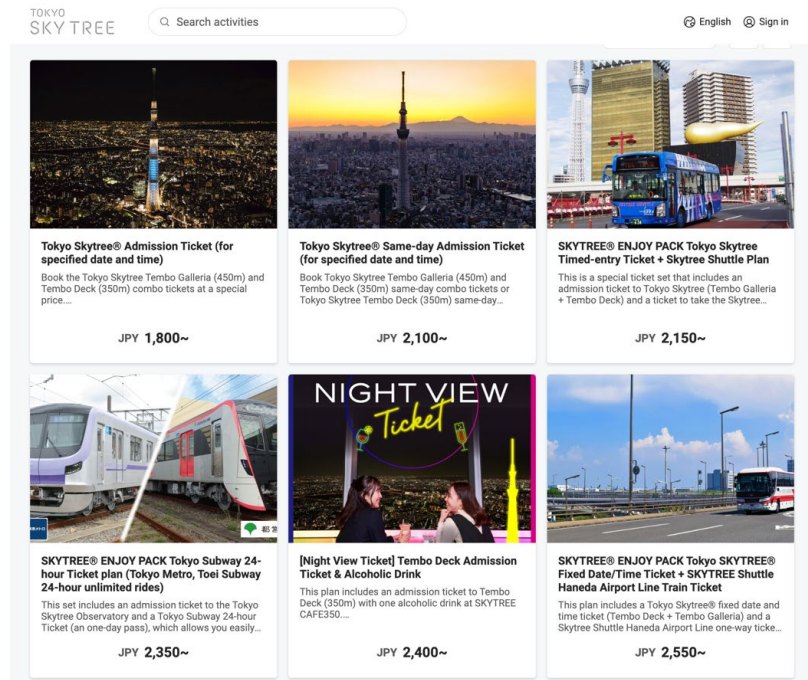 TOKYO
SKY TREE
Search activities
English
Sign in
Tokyo Skytree® Admission Ticket (for
specified date and time)
Book the Tokyo Skytree Tembo Galleria (450m) and
Tembo Deck (350m) combo tickets at a special
price....
JPY 1,800~
Tokyo Skytree® Same-day Admission Ticket
(for specified date and time)
Book Tokyo Skytree Tembo Galleria (450m) and
Tembo Deck (350m) same-day combo tickets or
Tokyo Skytree Tembo Deck (350m) same-day...
JPY 2,100~
SKYTREE® ENJOY PACK Tokyo Skytree
Timed-entry Ticket + Skytree Shuttle Plan
This is a special ticket set that includes an
admission ticket to Tokyo Skytree (Tembo Galleria
+ Tembo Deck) and a ticket to take the Skytree...
JPY 2,150~
SKYTREE® ENJOY PACK Tokyo Subway 24-
hour Ticket plan (Tokyo Metro, Toei Subway
24-hour unlimited rides)
This set includes an admission ticket to the Tokyo
Skytree Observatory and a Tokyo Subway 24-hour
Ticket (an one-day pass), which allows you easily...
JPY 2,350~
NIGHT VIEW
Ticket
[Night View Ticket] Tembo Deck Admission
Ticket & Alcoholic Drink
This plan includes an admission ticket to Tembo
Deck (350m) with one alcoholic drink at SKYTREE
CAFE350....
JPY 2,400~
SKYTREE® ENJOY PACK Tokyo SKYTREE®
Fixed Date/Time Ticket + SKYTREE Shuttle
Haneda Airport Line Train Ticket
This plan includes a Tokyo Skytree® fixed date and
time ticket (Tembo Deck + Tembo Galleria) and a
Skytree Shuttle Haneda Airport Line one-way ticke...
JPY 2,550~